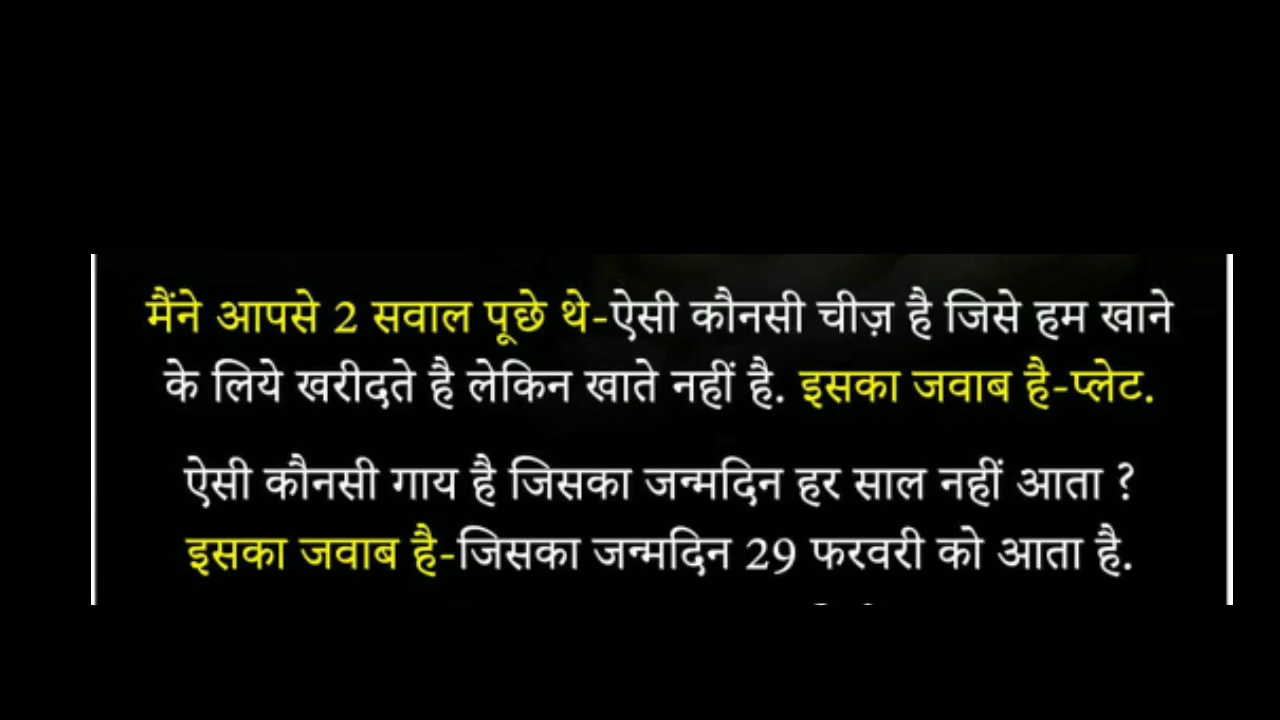 मैंने आपसे 2 सवाल पूछे थे-ऐसी कौनसी चीज़ है जिसे हम खाने
के लिये खरीदते है लेकिन खाते नहीं है. इसका जवाब है-प्लेट.
ऐसी कौनसी गाय है जिसका जन्मदिन हर साल नहीं आता ?
इसका जवाब है-जिसका जन्मदिन 29 फरवरी को आता है.